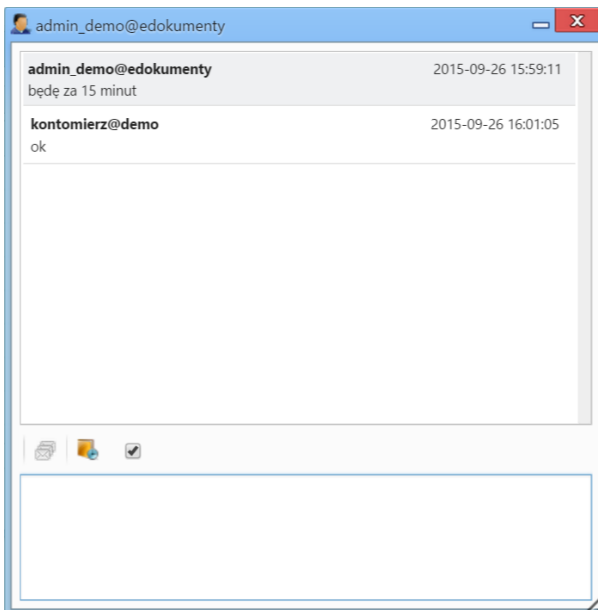 admin_demo@edokumenty
admin_demo@edokumenty 2015-09-26 15:59:11
będę za 15 minut
kontomierz@demo 2015-09-26 16:01:05
ok